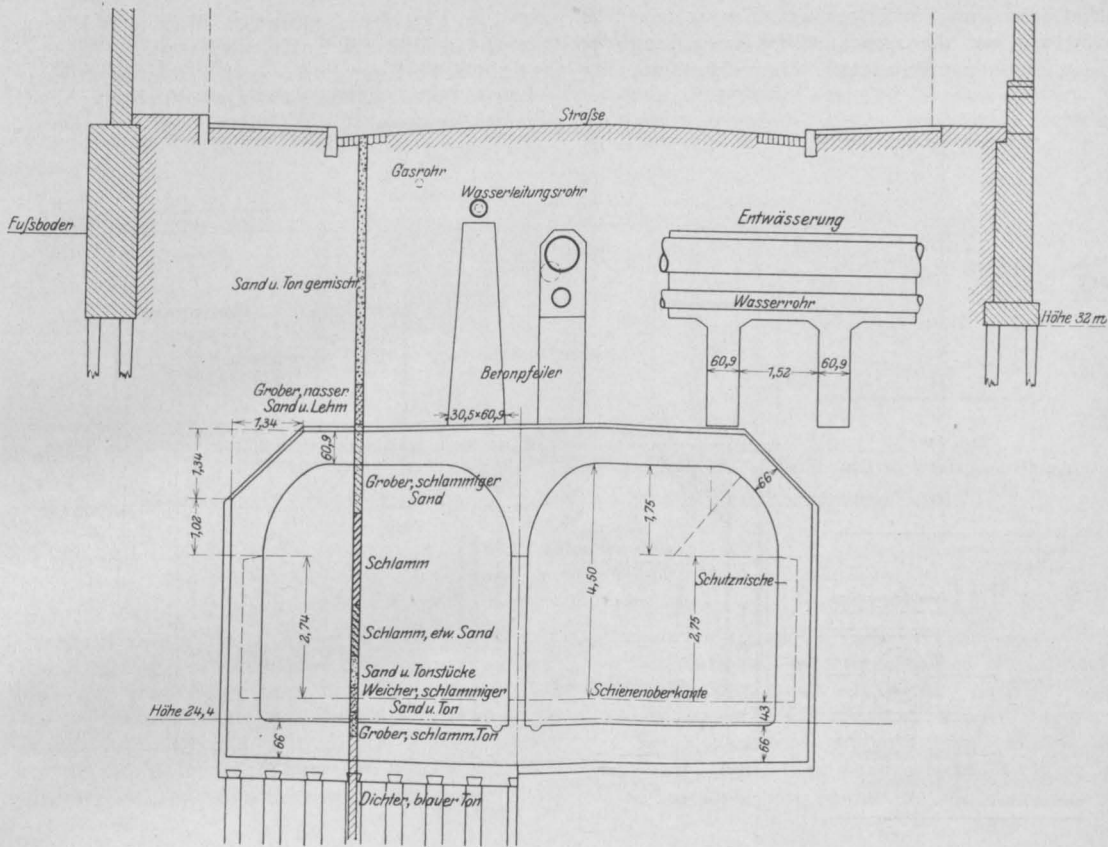 Straße
Gasrohr
Wasserleitungsrohr
Fußboden
Entwässerung
Sand u. Ton gemischt
Wasserrohr
Höhe 32 m
60,9
1,52
60,9
Betonpfeiler
Grober, nasser
Sand u. Lehm
30,5×60,9
1,34
1,34
60,9
66
Grober, schlammiger
Sand
1,75
1,02
4,50
Schlamm
Schutznische
2,74
2,75
Schlamm, etw. Sand
Sand u. Tonstücke
Weicher, schlammiger
Sand u. Ton
Schienenoberkante
Höhe 24,4
43
66
Grober, schlamm. Ton
66
Dichter, blauer Ton